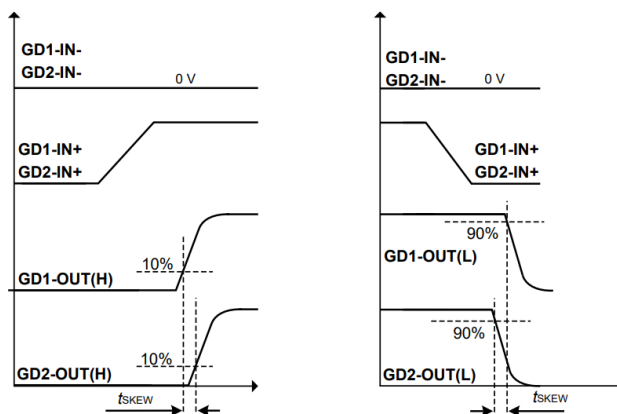 GD1-IN-
GD2-IN-
0 V
GD1-IN+
GD2-IN+
10%
GD1-OUT(H)
10%
GD2-OUT(H)
tSKEW
GD1-IN-
GD2-IN-
0 V
GD1-IN+
GD2-IN+
90%
GD1-OUT(L)
90%
GD2-OUT(L)
tSKEW